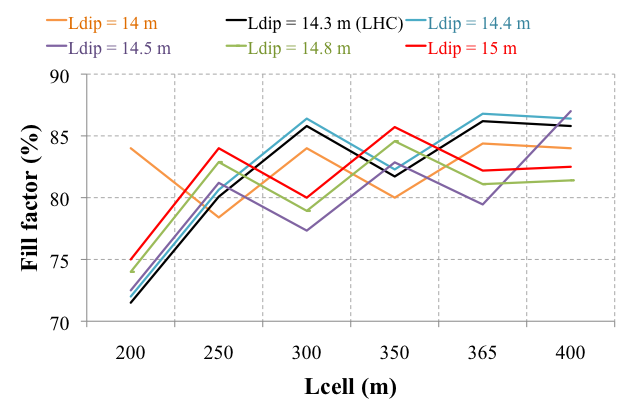 Ldip = 14 m Ldip = 14.3 m (LHC) Ldip = 14.4 m
Ldip = 14.5 m Ldip = 14.8 m Ldip = 15 m
90
85
80
75
70
Fill factor (%)
200 250 300 350 365 400
Lcell (m)